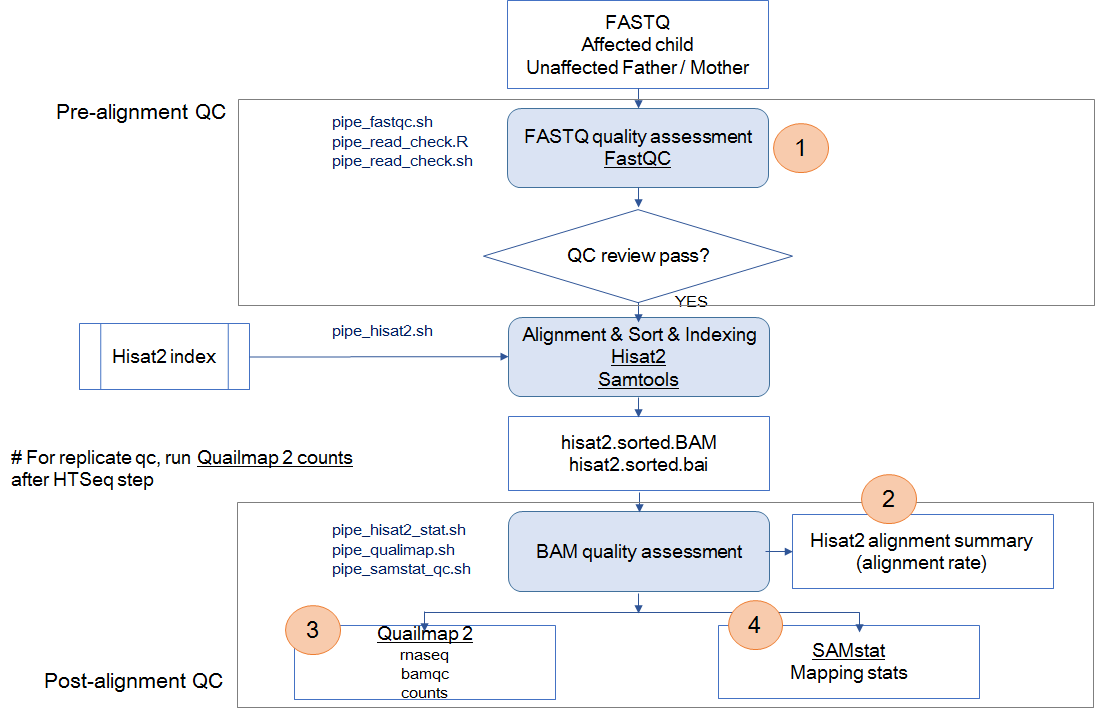 FASTQ
Affected child
Unaffected Father / Mother
Pre-alignment QC
pipe_fastqc.sh
pipe_read_check.R
pipe_read_check.sh
FASTQ quality assessment
FastQC
1
QC review pass?
YES
Hisat2 index
pipe_hisat2.sh
Alignment & Sort & Indexing
Hisat2
Samtools
hisat2.sorted.BAM
hisat2.sorted.bai
# For replicate qc, run Quailmap 2 counts
after HTSeq step
pipe_hisat2_stat.sh
pipe_qualimap.sh
pipe_samstat_qc.sh
BAM quality assessment
2
Hisat2 alignment summary
(alignment rate)
3
Quailmap 2
rnaseq
bamqc
counts
4
SAMstat
Mapping stats
Post-alignment QC